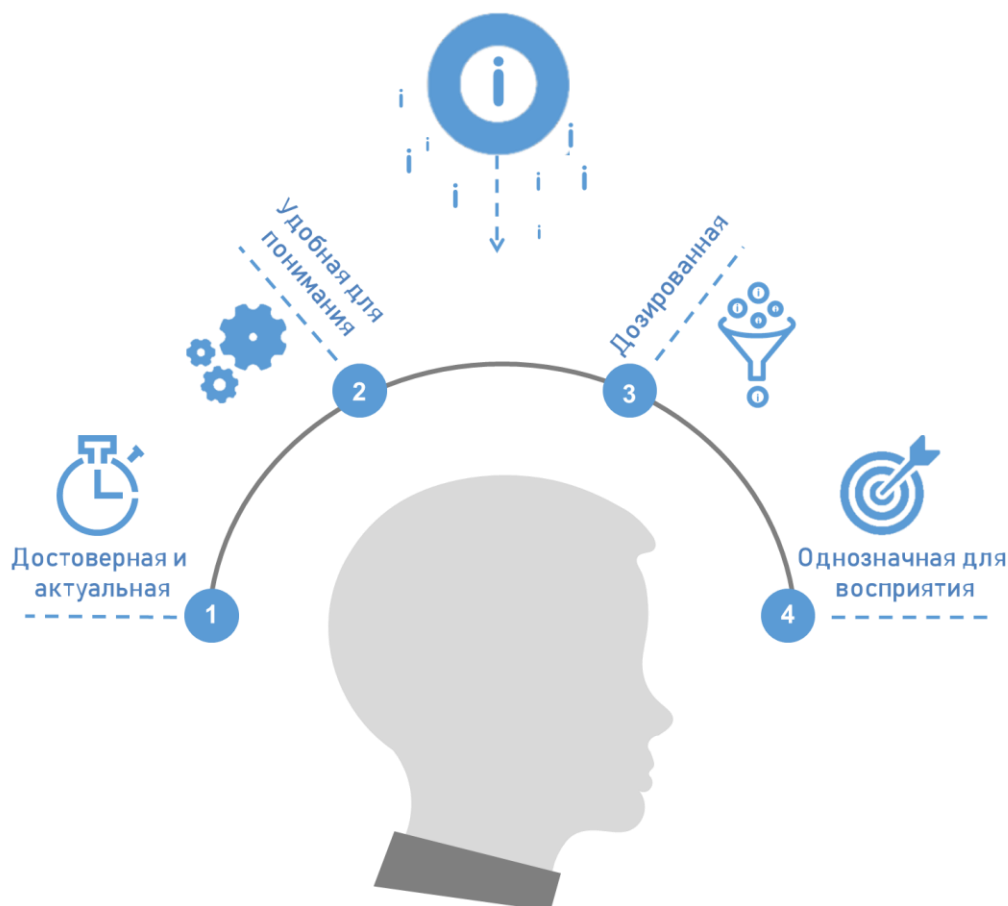 i
Удобная для
понимания
2
Дозированная
3
Достоверная и
актуальная
1
Однозначная для
восприятия
4